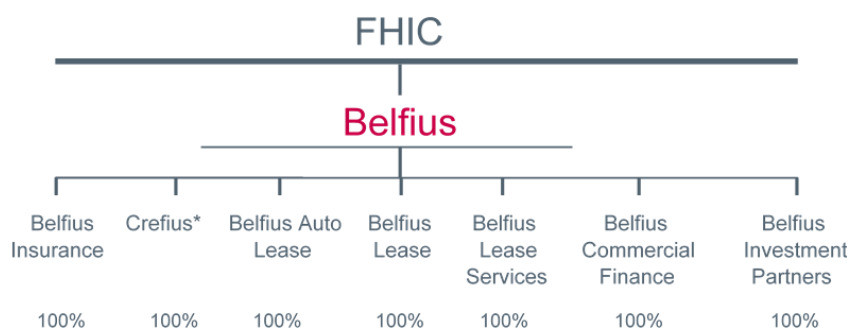 FHIC
Belfius
Belfius Insurance
Crefius*
Belfius Auto Lease
Belfius Lease
Belfius Lease Services
Belfius Commercial Finance
Belfius Investment Partners
100% 100% 100% 100% 100% 100% 100%